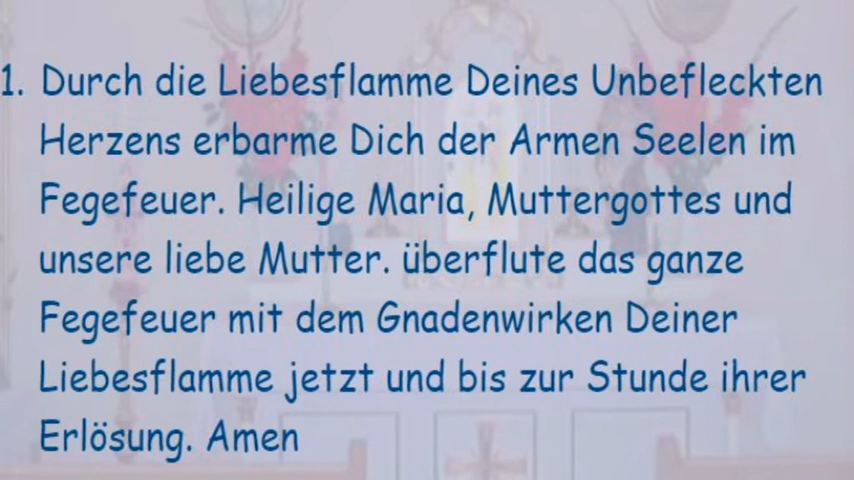 1. Durch die Liebesflamme Deines Unbefleckten
Herzens erbarme Dich der Armen Seelen im
Fegefeuer. Heilige Maria, Muttergottes und
unsere liebe Mutter. überflute das ganze
Fegefeuer mit dem Gnadenwirken Deiner
Liebesflamme jetzt und bis zur Stunde ihrer
Erlösung. Amen